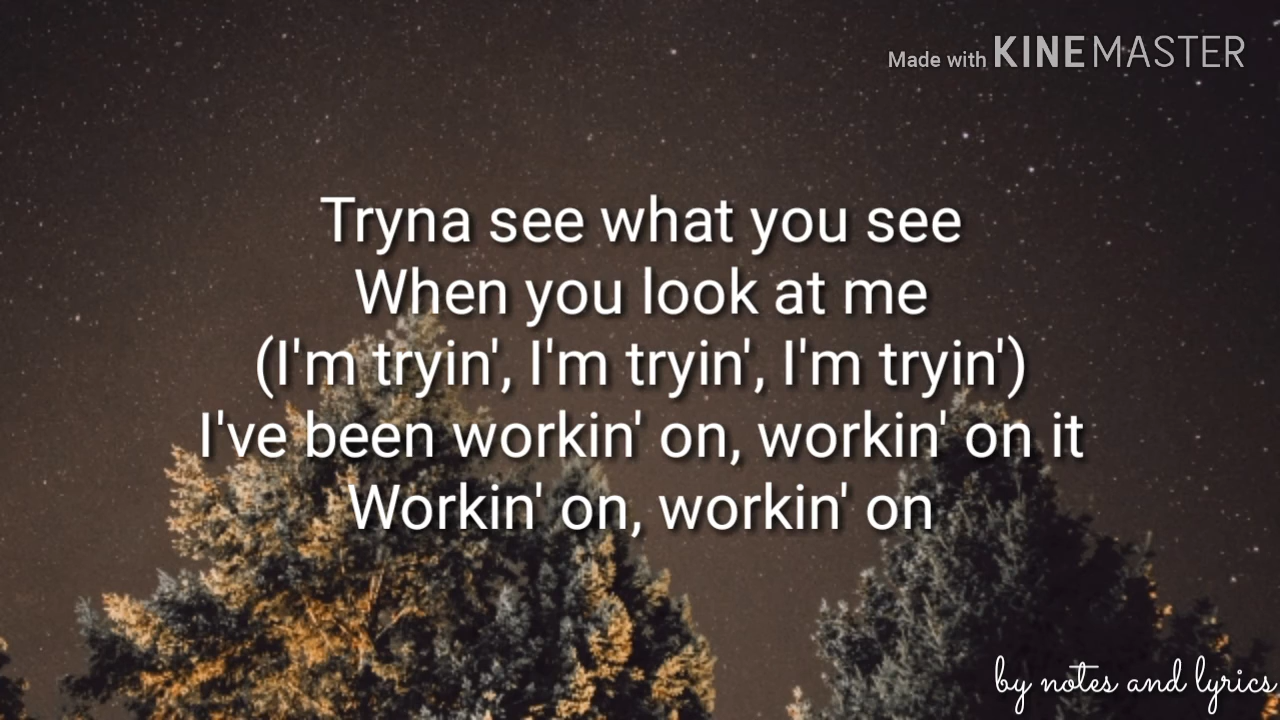 Made with KINEMASTER
Tryna see what you see
When you look at me
(I'm tryin', I'm tryin', I'm tryin')
I've been workin' on, workin' on it
Workin' on, workin' on
by notes and lyrics